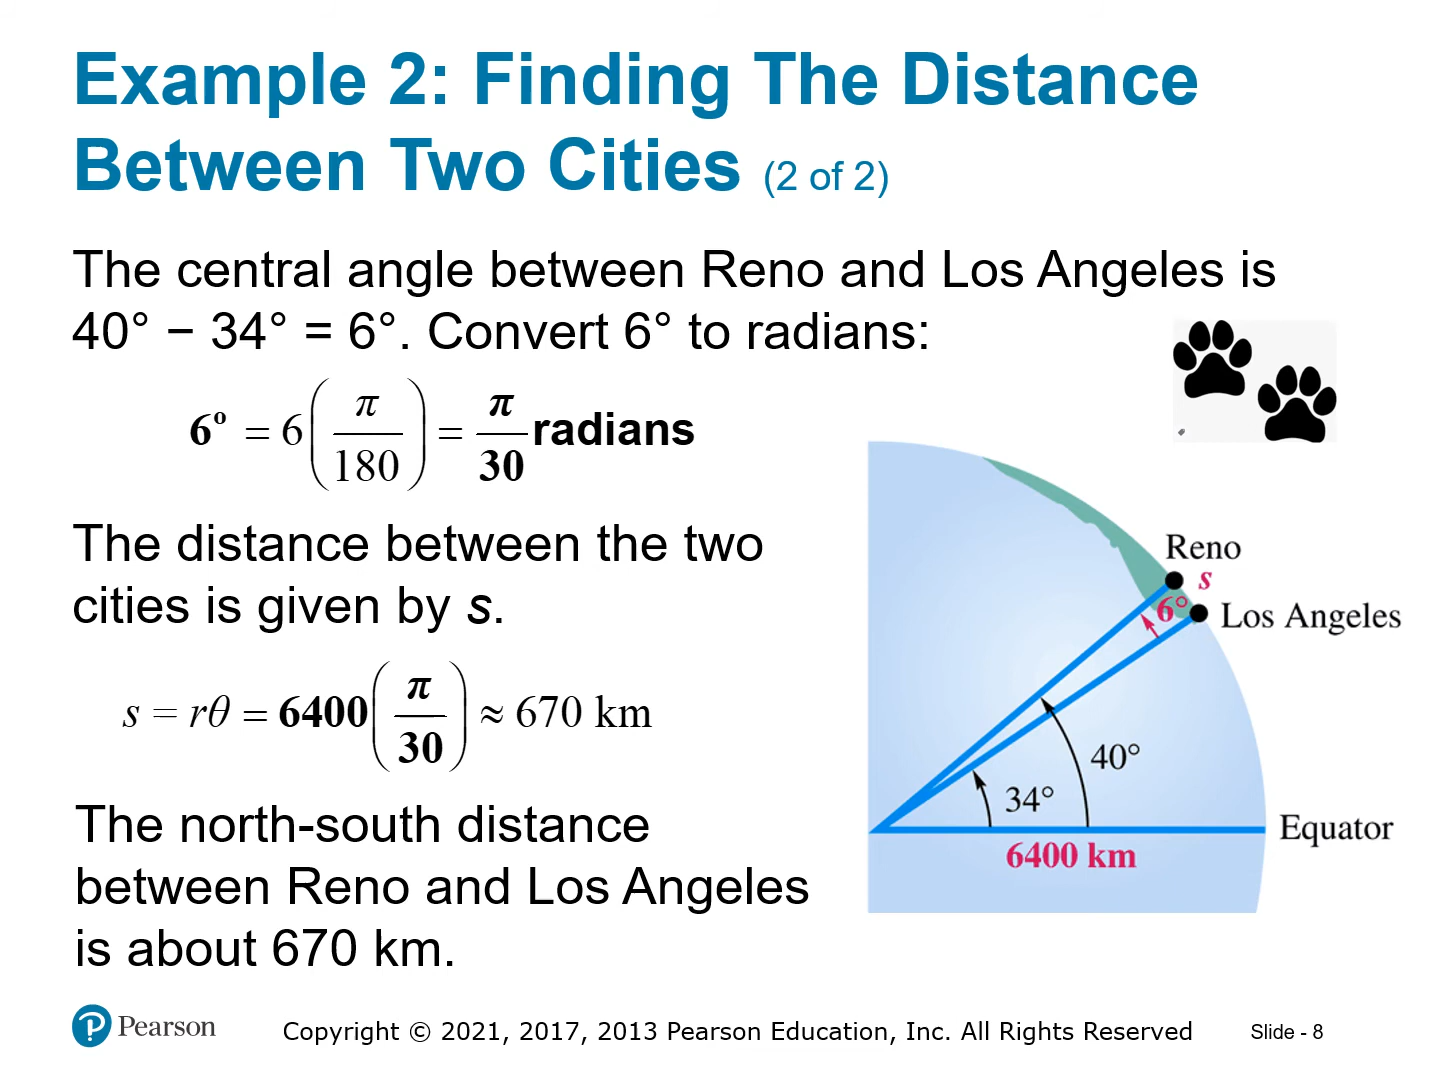 Example 2: Finding The Distance
Between Two Cities (2 of 2)
The central angle between Reno and Los Angeles is
40° − 34° = 6°. Convert 6° to radians:
6° = 6(π/180) = π/30 radians
The distance between the two
cities is given by s.
s = rθ = 6400(π/30) ≈ 670 km
The north-south distance
between Reno and Los Angeles
is about 670 km.
Reno
s
6°
Los Angeles
40°
34°
Equator
6400 km
Pearson
Copyright © 2021, 2017, 2013 Pearson Education, Inc. All Rights Reserved
Slide - 8